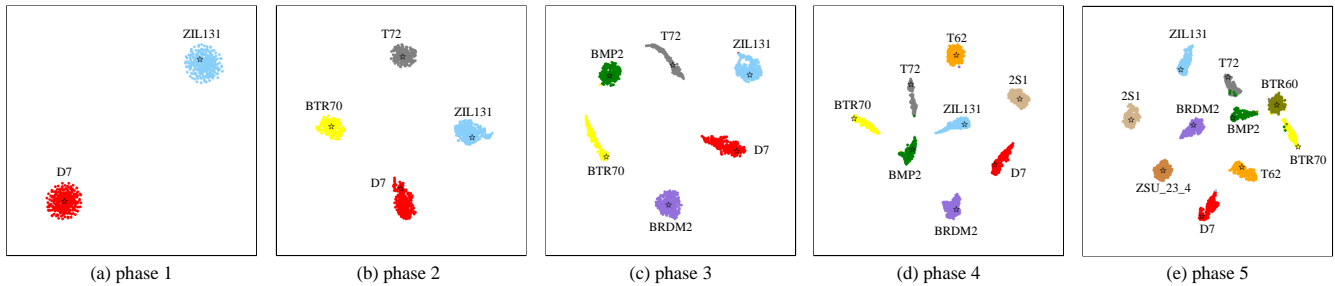 ZIL131
D7
(a) phase 1
T72
BTR70
ZIL131
D7
(b) phase 2
T72
ZIL131
BMP2
D7
BTR70
BRDM2
(c) phase 3
T62
T72
2S1
BTR70
ZIL131
BMP2
D7
BRDM2
(d) phase 4
ZIL131
T72
BTR60
2S1
BRDM2
BMP2
BTR70
T62
ZSU_23_4
D7
(e) phase 5